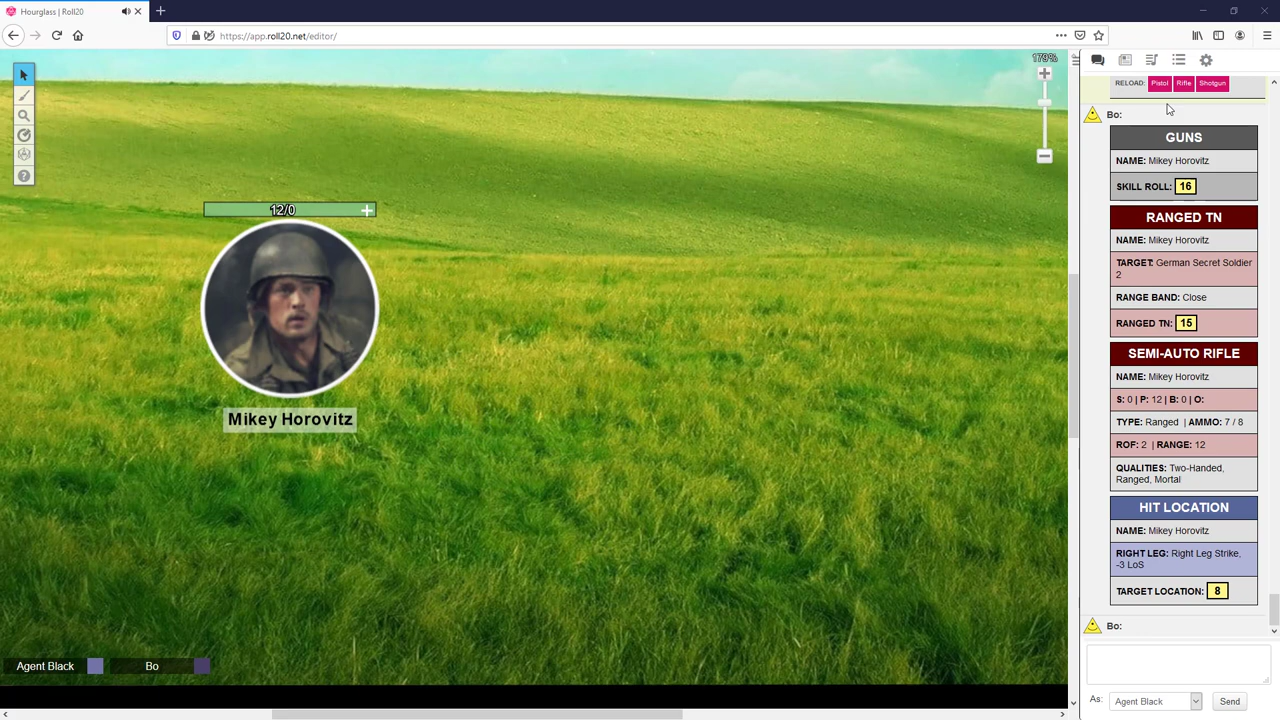 Hourglass | Roll20
https://app.roll20.net/editor/
179%
12/0
Mikey Horovitz
Agent Black
Bo
RELOAD: Pistol Rifle Shotgun
Bo:
GUNS
NAME: Mikey Horovitz
SKILL ROLL: 16
RANGED TN
NAME: Mikey Horovitz
TARGET: German Secret Soldier
2
RANGE BAND: Close
RANGED TN: 15
SEMI-AUTO RIFLE
NAME: Mikey Horovitz
S: 0 | P: 12 | B: 0 | O:
TYPE: Ranged | AMMO: 7 / 8
ROF: 2 | RANGE: 12
QUALITIES: Two-Handed,
Ranged, Mortal
HIT LOCATION
NAME: Mikey Horovitz
RIGHT LEG: Right Leg Strike,
-3 LoS
TARGET LOCATION: 8
Bo:
As: Agent Black Send